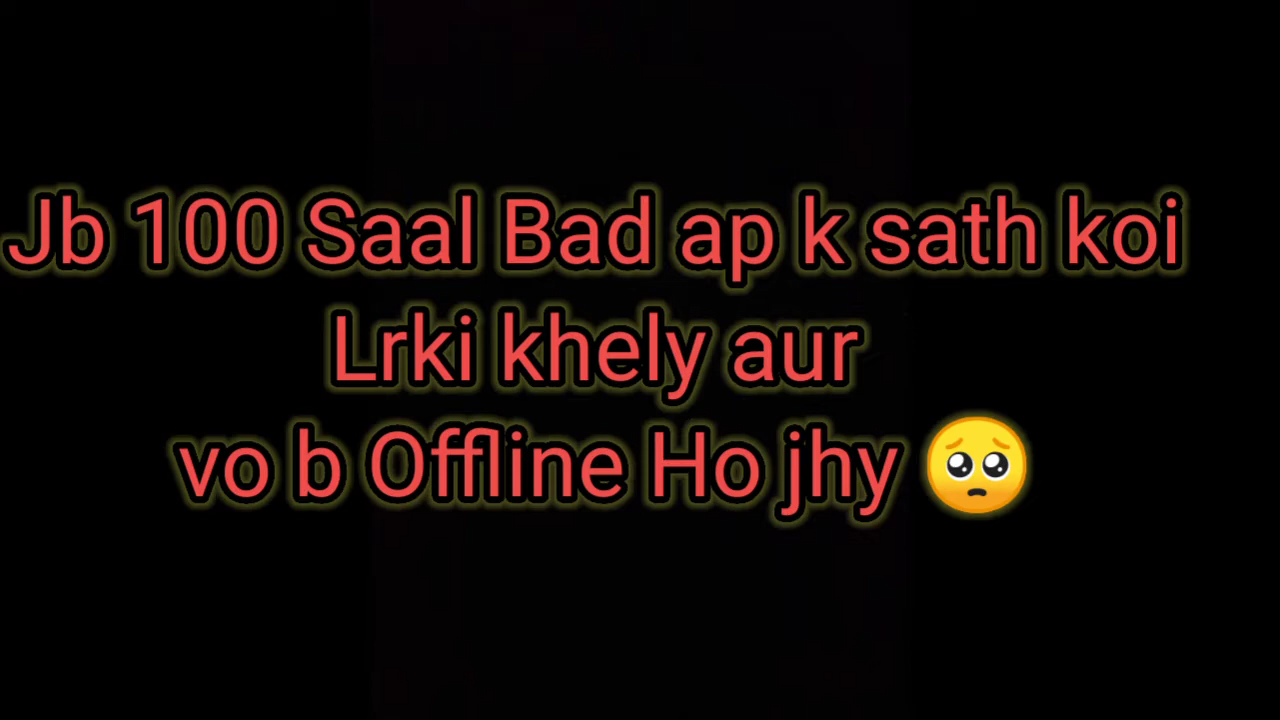 Jb 100 Saal Bad ap k sath koi
Lrki khely aur
vo b Offline Ho jhy 🥺